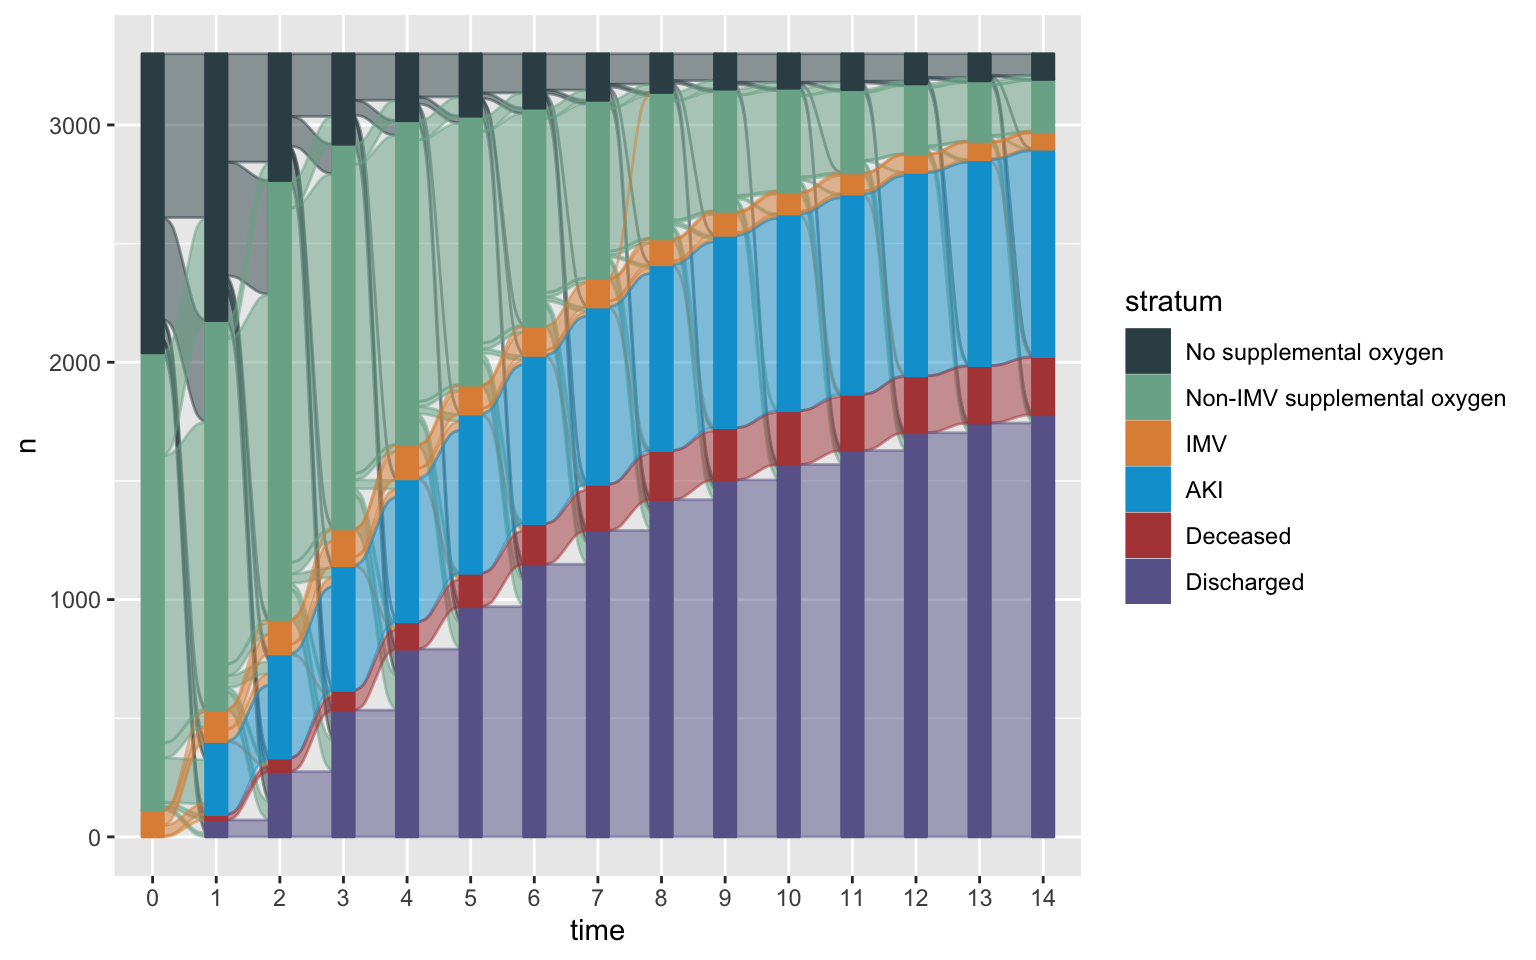 3000
2000
1000
0
n
0 1 2 3 4 5 6 7 8 9 10 11 12 13 14
time
stratum
No supplemental oxygen
Non-IMV supplemental oxygen
IMV
AKI
Deceased
Discharged